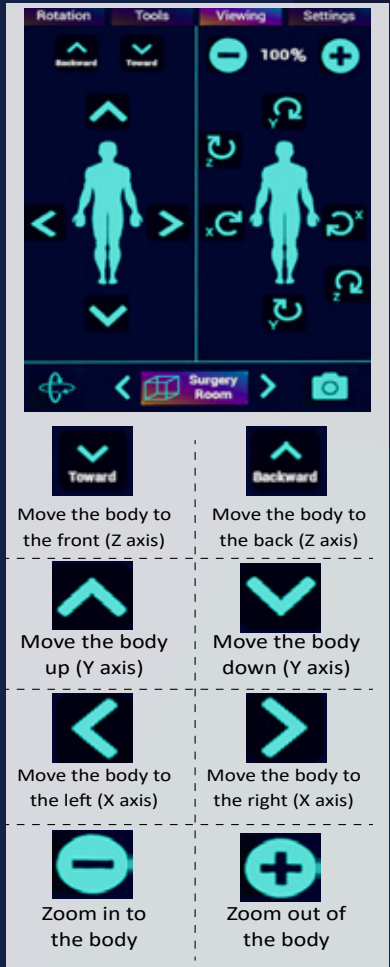 Rotation Tools Viewing Settings
Backward Toward 100%
Y
Z
X X
Z
Y
Surgery
Room
Toward Backward
Move the body to Move the body to
the front (Z axis) the back (Z axis)
Move the body Move the body
up (Y axis) down (Y axis)
Move the body to Move the body to
the left (X axis) the right (X axis)
Zoom in to Zoom out of
the body the body